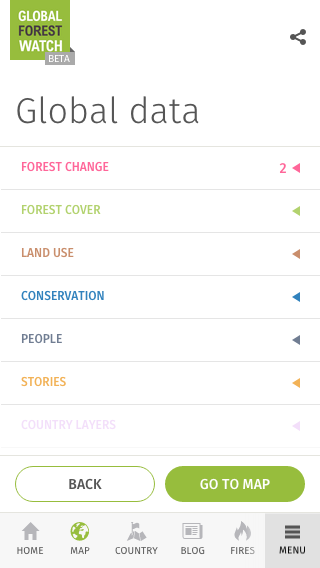 GLOBAL
FOREST
WATCH
BETA
Global data
FOREST CHANGE 2
FOREST COVER
LAND USE
CONSERVATION
PEOPLE
STORIES
COUNTRY LAYERS
BACK GO TO MAP
HOME MAP COUNTRY BLOG FIRES MENU